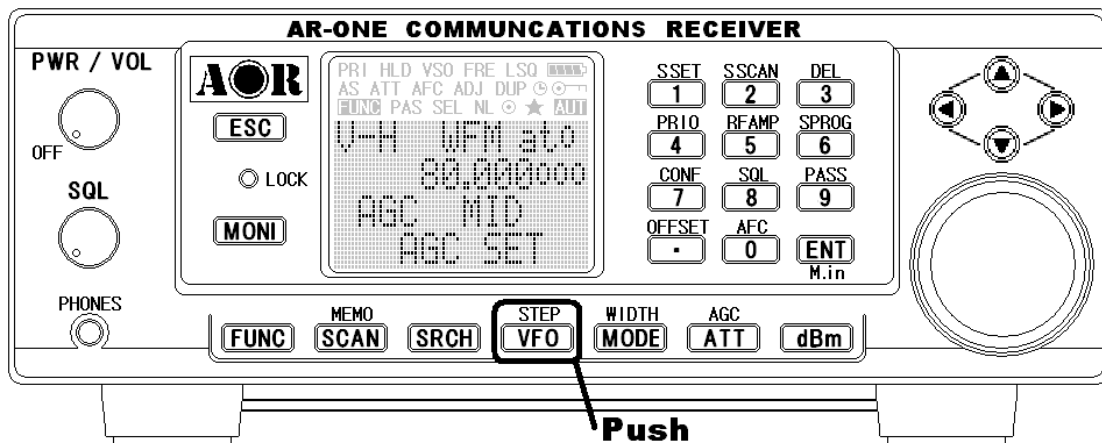 AR-ONE COMMUNCATIONS RECEIVER
PWR / VOL
OFF
SQL
PHONES
AOR
ESC
LOCK
MONI
PRI HLD VSO FRE LSQ
AS ATT AFC ADJ DUP
FUNC PAS SEL NL AUT
V-H WFM ato
80.000000
AGC MID
AGC SET
SSET SSCAN DEL
1 2 3
PRIO RFAMP SPROG
4 5 6
CONF SQL PASS
7 8 9
OFFSET AFC
. 0 ENT
M.in
MEMO STEP WIDTH AGC
FUNC SCAN SRCH VFO MODE ATT dBm
Push